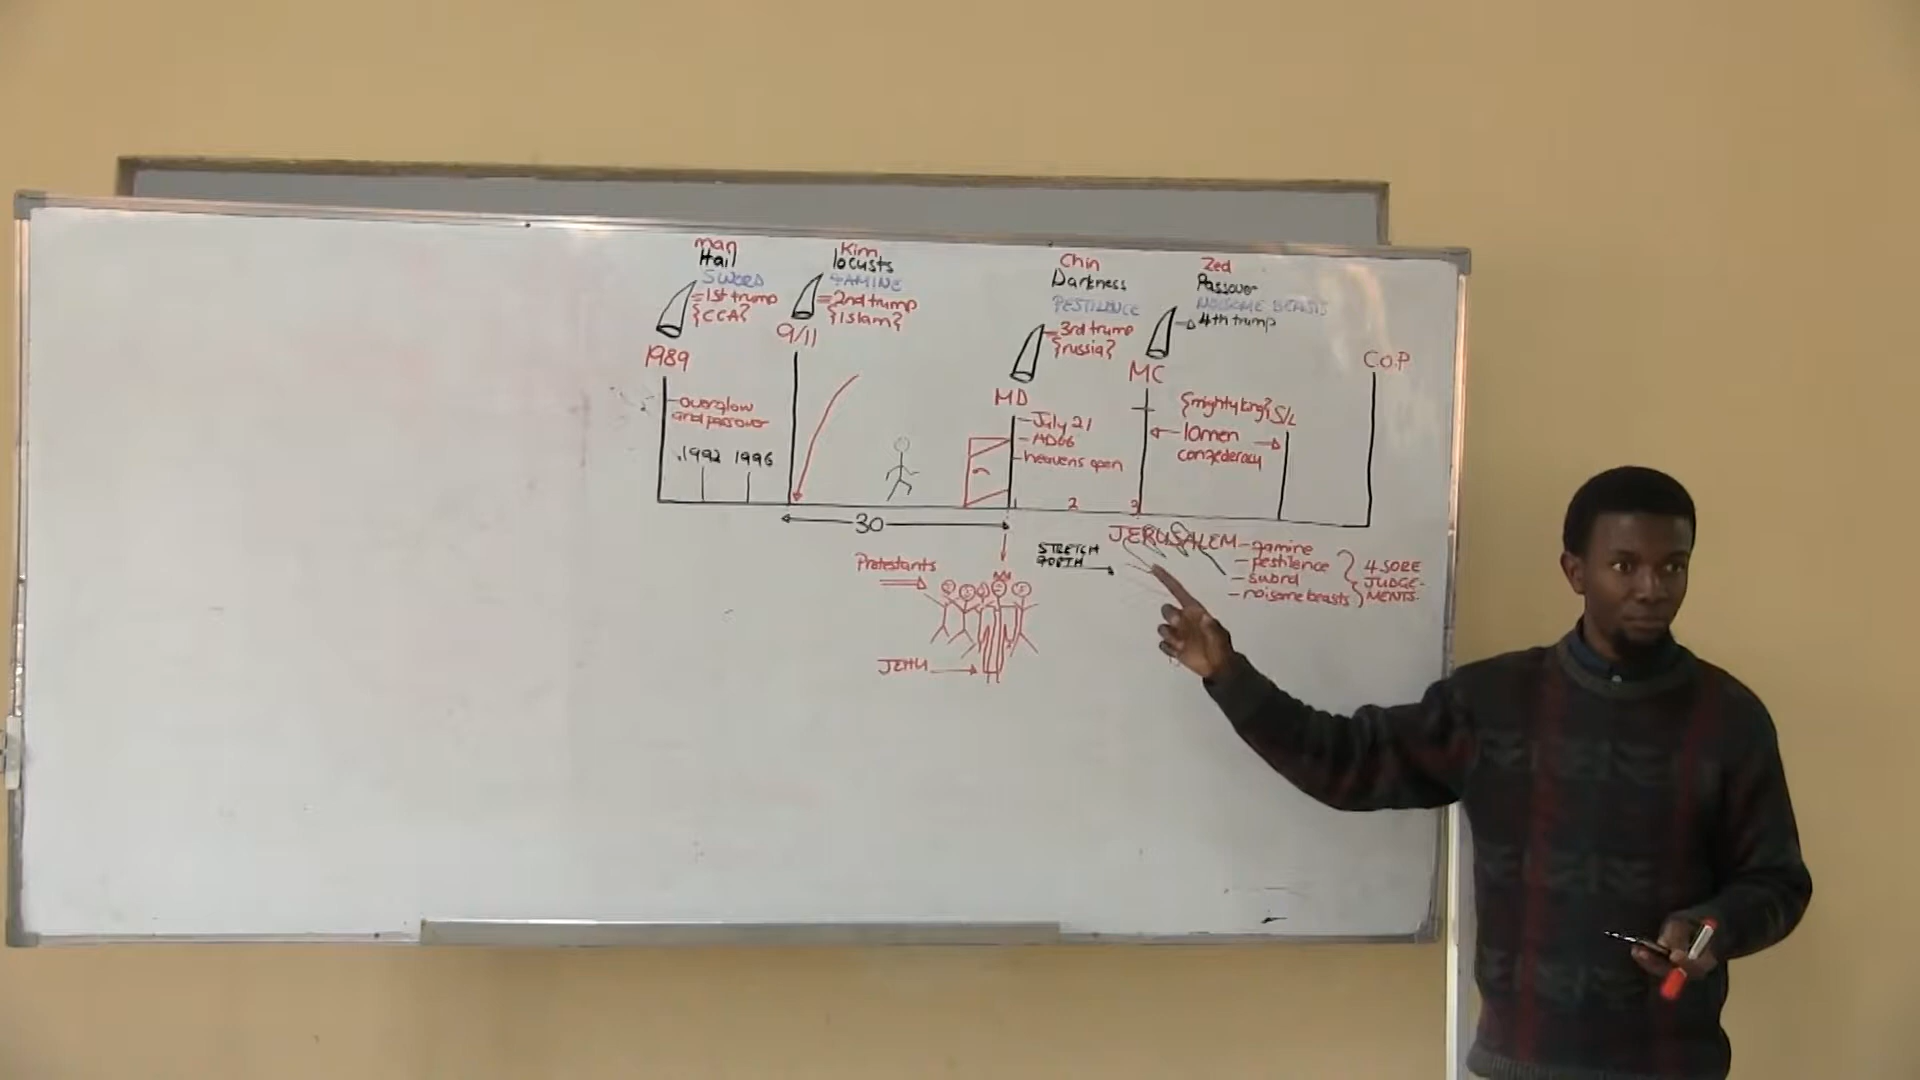 man
Hail
SWORD
=1st trump
{CCA}
1989
Kim
locusts
FAMINE
=2nd trump
{Islam}
9/11
Chin
Darkness
PESTILENCE
3rd trump
{russia}
MD
Zed
Passover
NOISOME BEASTS
4th trump
MC
C.O.P
-overflow
and passover
1992 1996
-July 21
-AD66
-heavens open
{mighty king} S/L
10men
confederacy
1 2 3
30
Protestants
JEHU
STRETCH
FORTH
JERUSALEM
-famine
-pestilence
-sword
-noisome beasts
4 SORE
JUDGE-
MENTS.